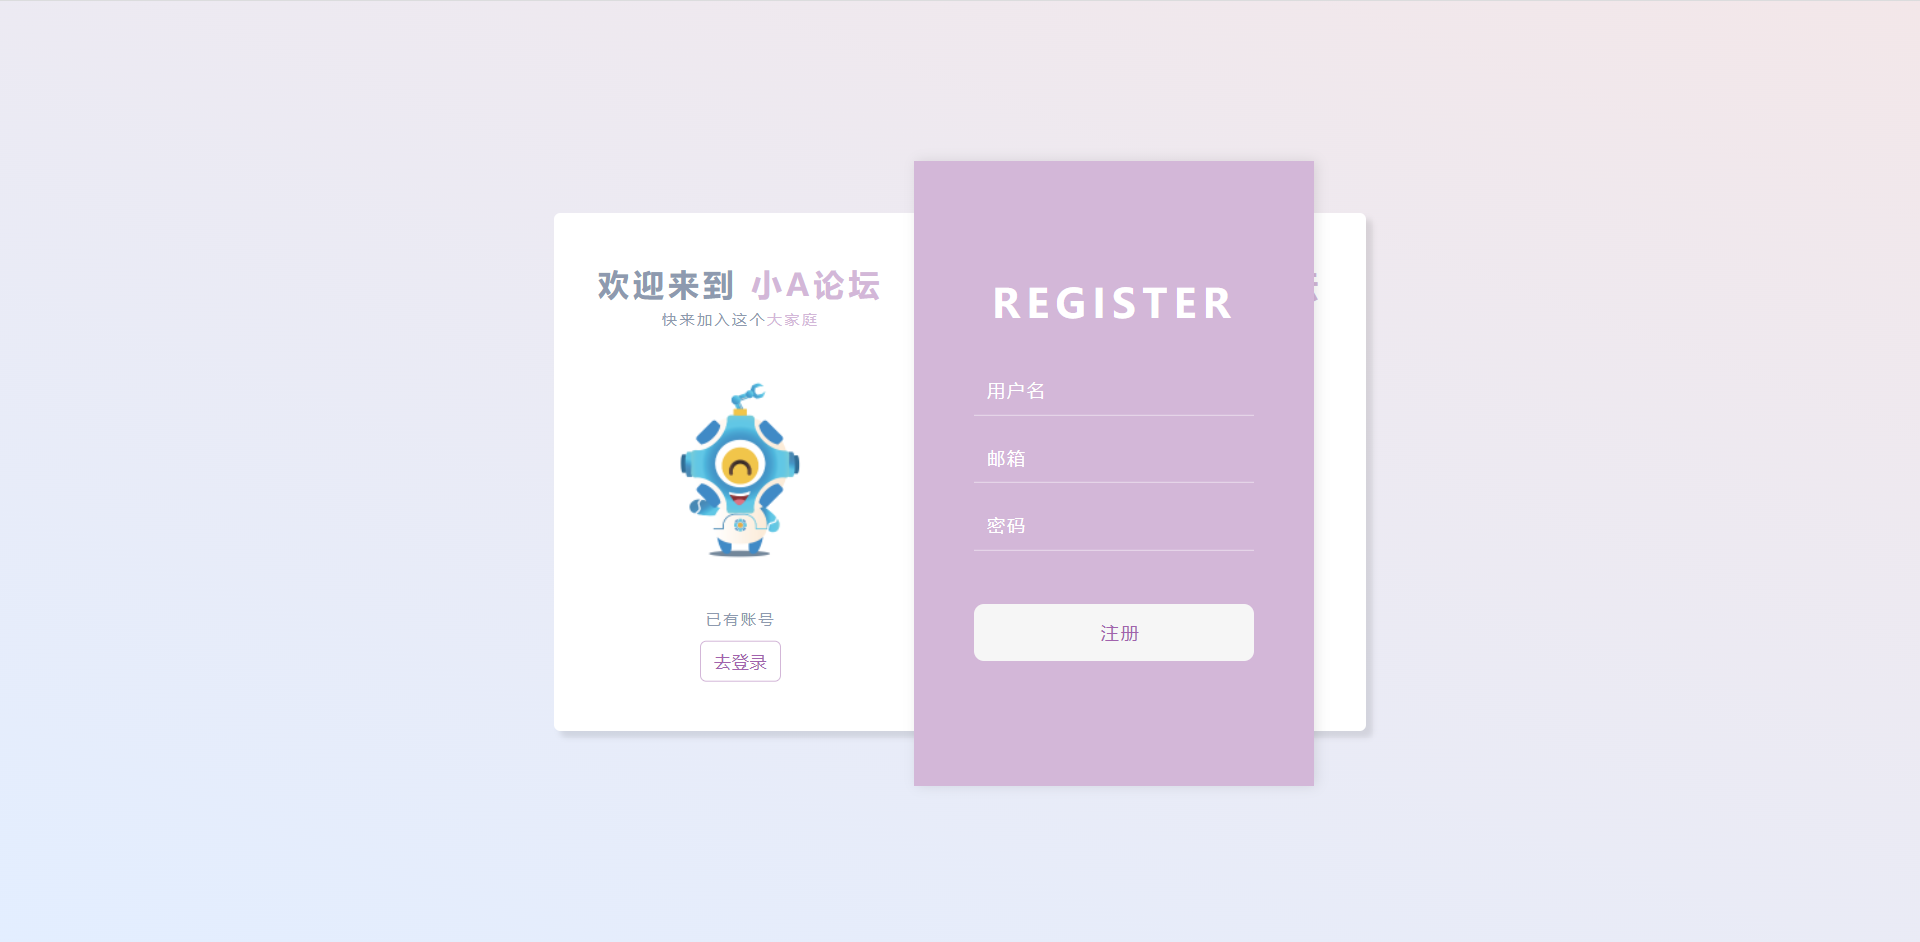 欢迎来到 小A论坛
快来加入这个大家庭
已有账号
去登录
REGISTER
用户名
邮箱
密码
注册